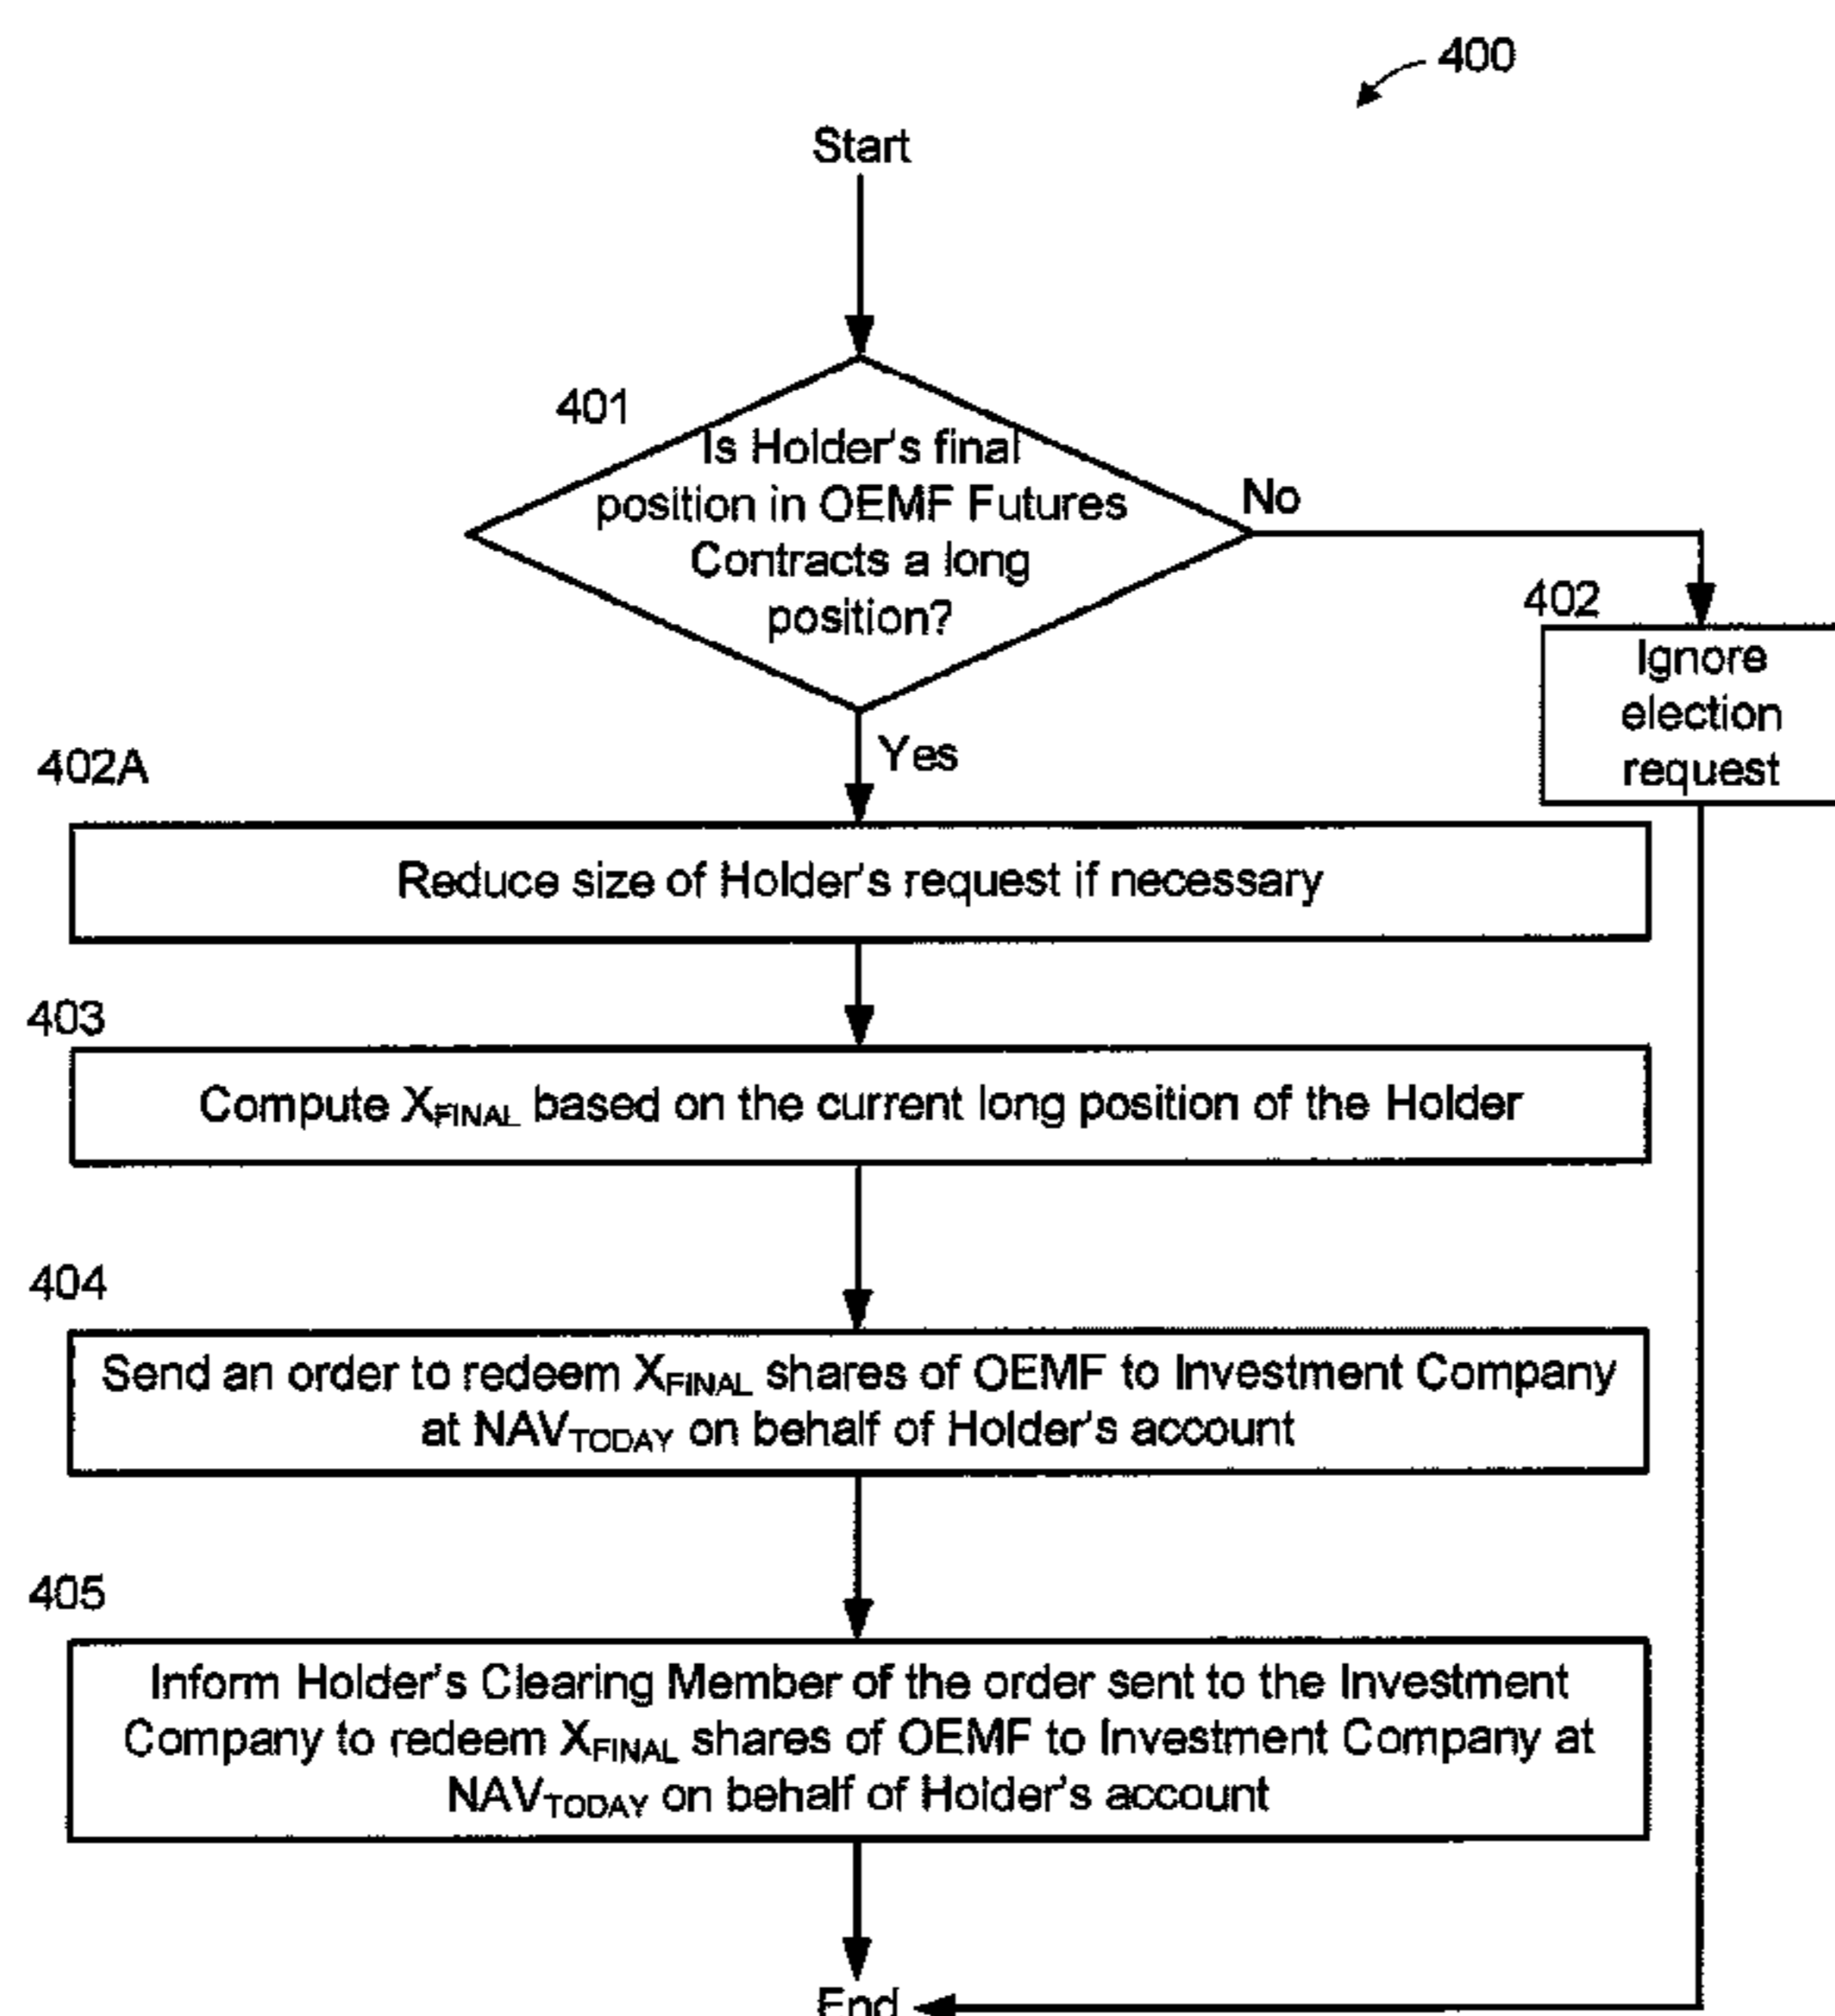 400
Start
401
Is Holder's final
position in OEMF Futures
Contracts a long
position?
No
402
Ignore
election
request
Yes
402A
Reduce size of Holder's request if necessary
403
Compute XFINAL based on the current long position of the Holder
404
Send an order to redeem XFINAL shares of OEMF to Investment Company
at NAVTODAY on behalf of Holder's account
405
Inform Holder's Clearing Member of the order sent to the Investment
Company to redeem XFINAL shares of OEMF to Investment Company at
NAVTODAY on behalf of Holder's account
End